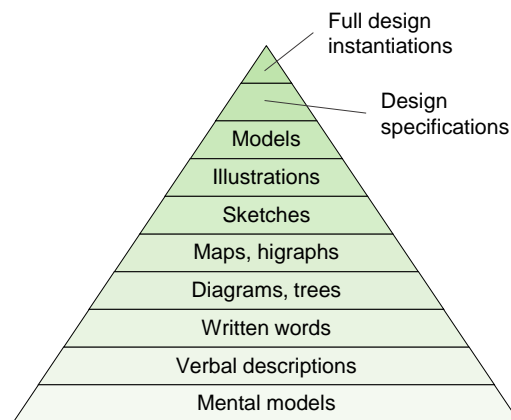 Full design
instantiations
Design
specifications
Models
Illustrations
Sketches
Maps, higraphs
Diagrams, trees
Written words
Verbal descriptions
Mental models